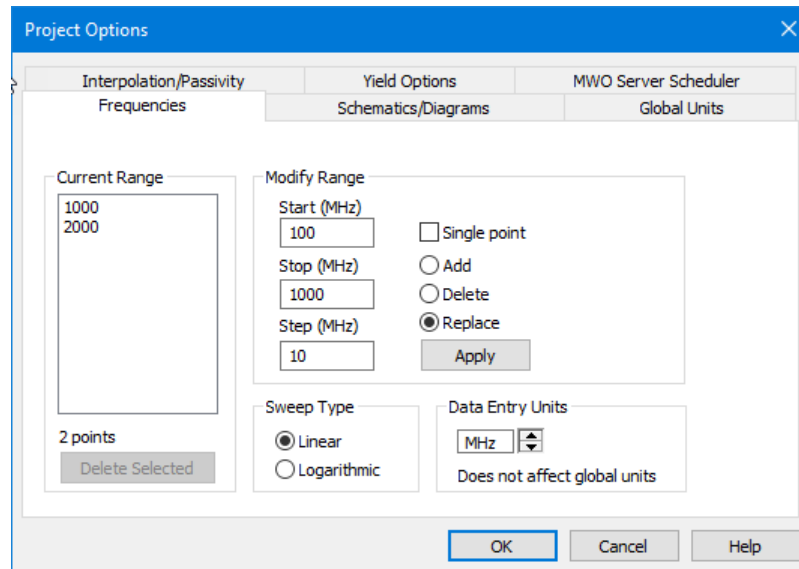 Project Options
Interpolation/Passivity
Yield Options
MWO Server Scheduler
Frequencies
Schematics/Diagrams
Global Units
Current Range
1000
2000
2 points
Delete Selected
Modify Range
Start (MHz)
100
Single point
Stop (MHz)
Add
1000
Delete
Step (MHz)
Replace
10
Apply
Sweep Type
Linear
Logarithmic
Data Entry Units
MHz
Does not affect global units
OK
Cancel
Help